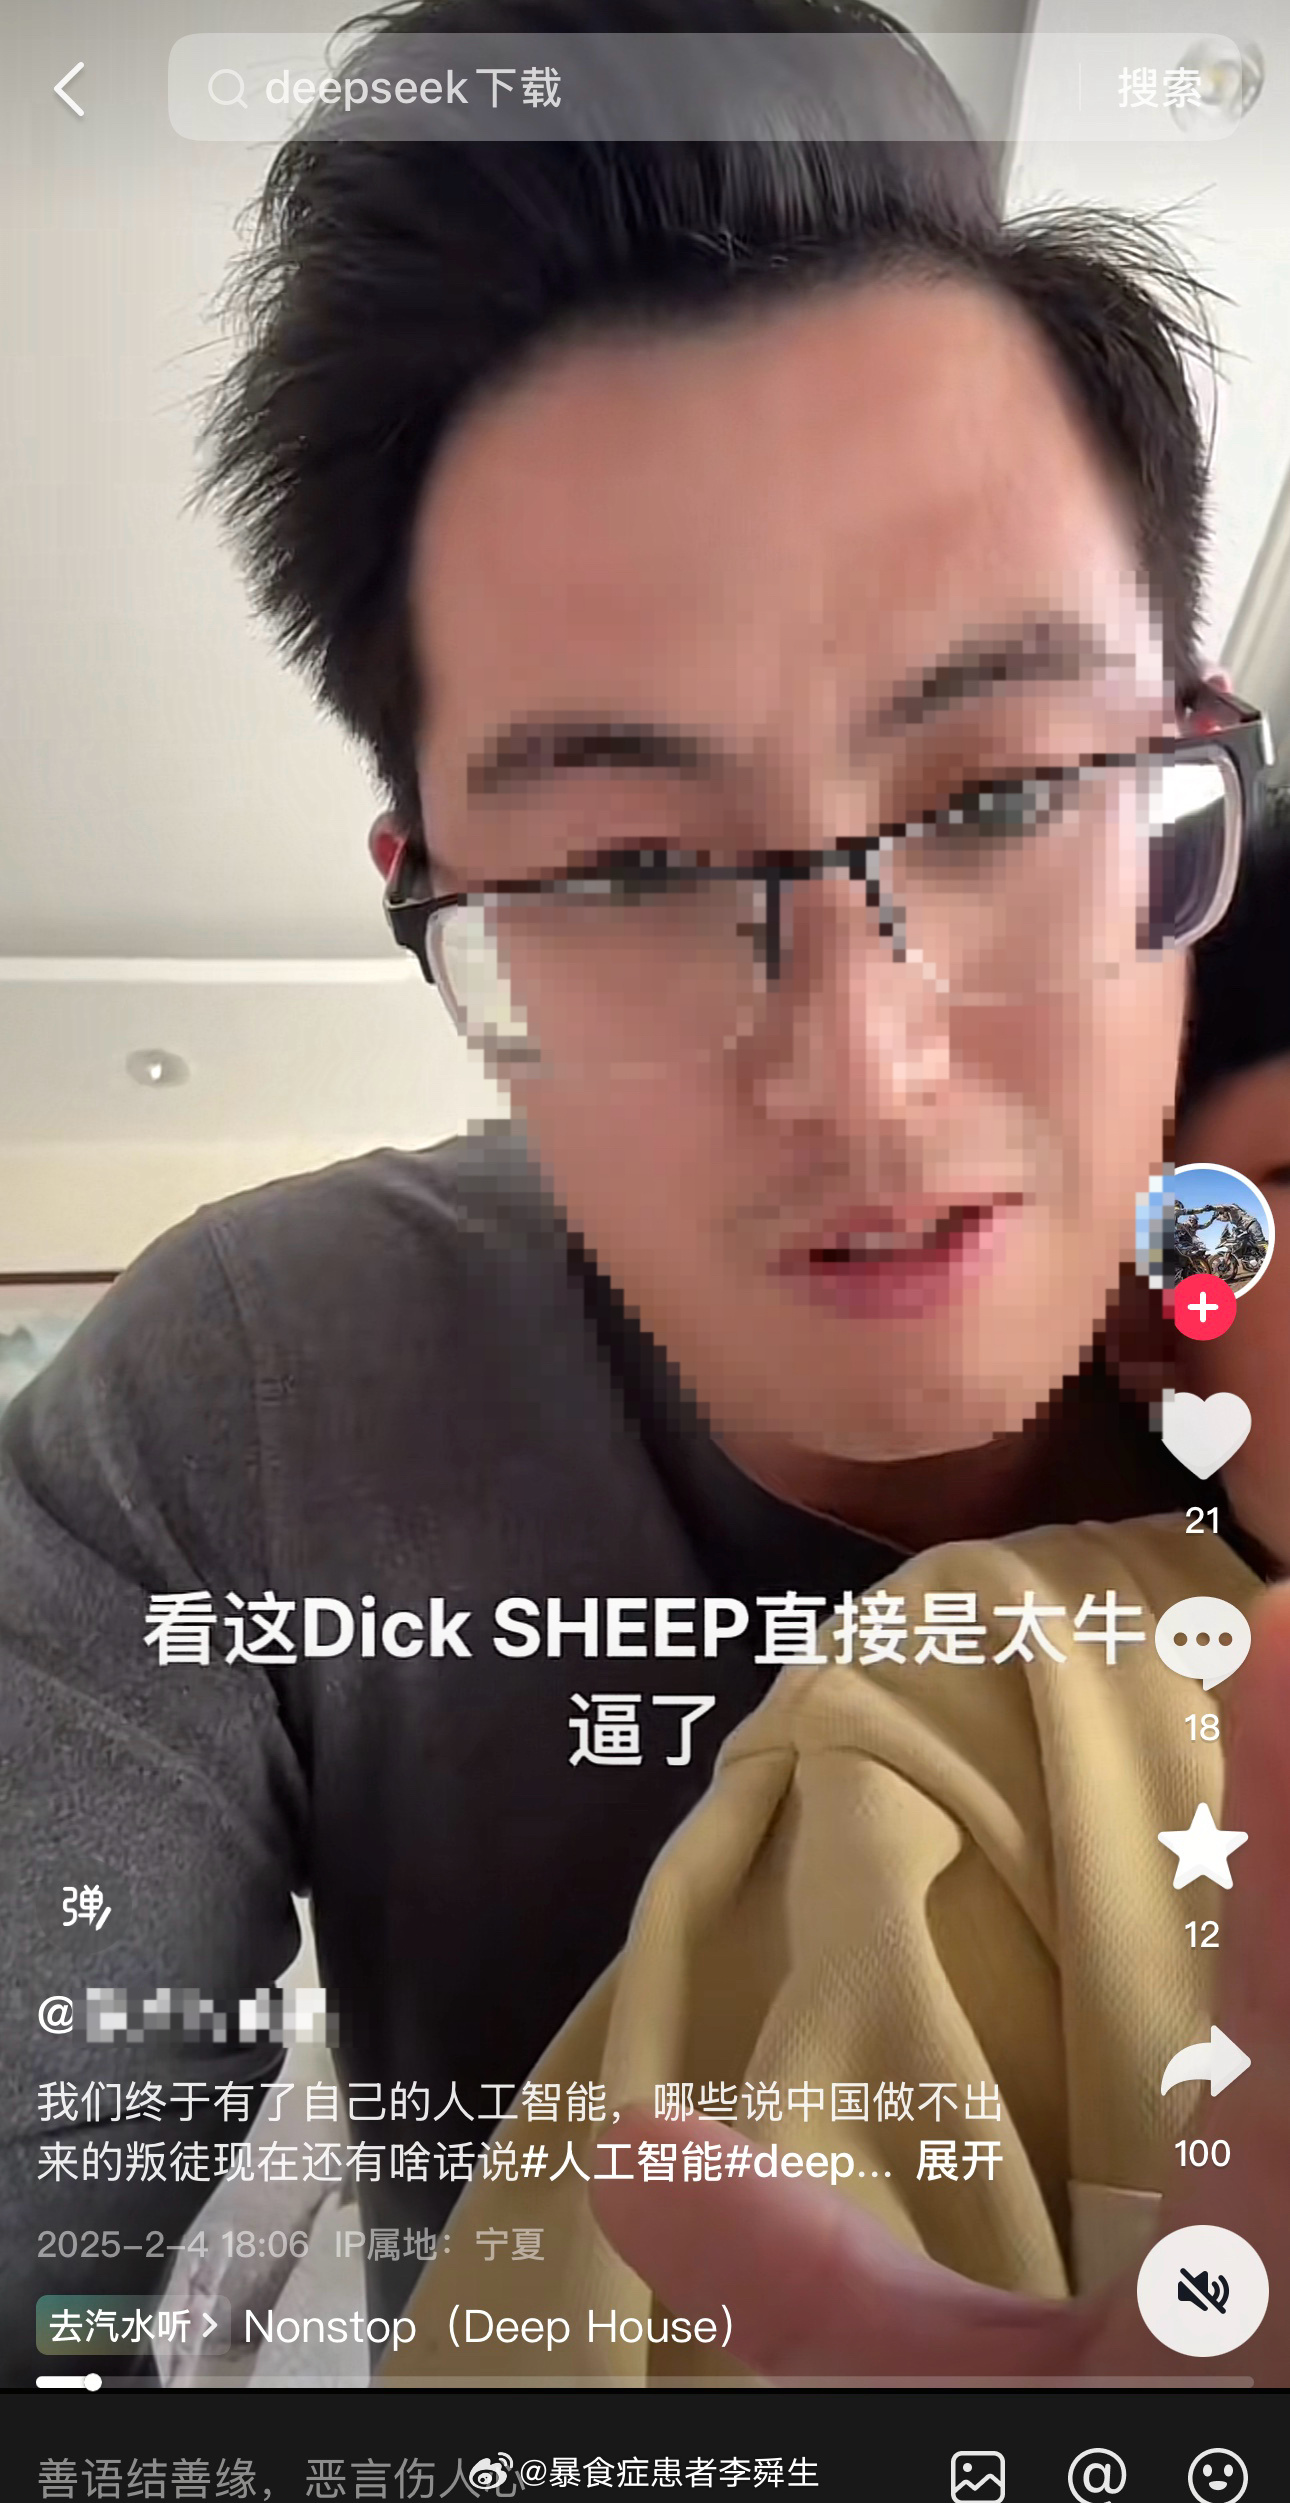 deepseek下载
搜索
看这Dick SHEEP直接是太牛
逼了
弹
21
18
12
100
@
我们终于有了自己的人工智能，哪些说中国做不出
来的叛徒现在还有啥话说#人工智能#deep... 展开
2025-2-4 18:06 IP属地：宁夏
去汽水听 > Nonstop（Deep House）
善语结善缘，恶言伤人心
@暴食症患者李舜生